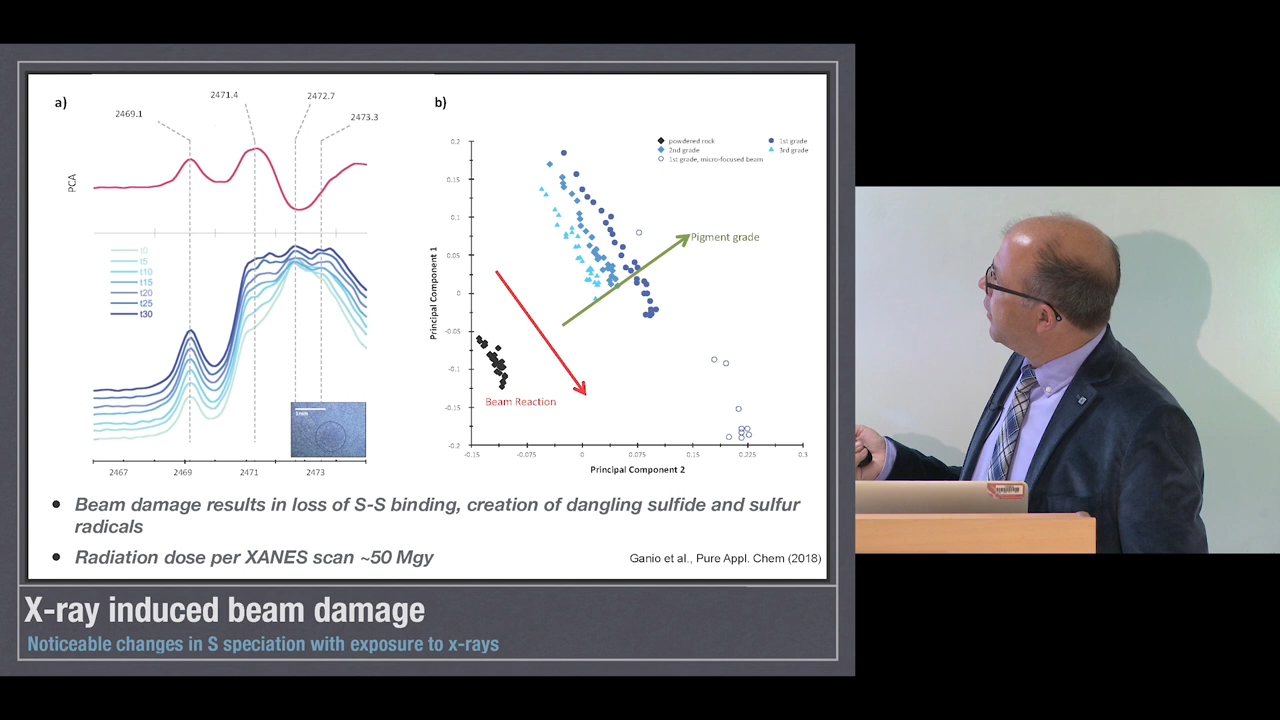 a)
2469.1
2471.4
2472.7
2473.3
PCA
t0
t5
t10
t15
t20
t25
t30
2467
2469
2471
2473
b)
powdered rock
1st grade
2nd grade
3rd grade
1st grade, micro-focused beam
0.2
0.15
0.1
0.05
0
-0.05
-0.1
-0.15
-0.2
Principal Component 1
Pigment grade
Beam Reaction
-0.15
-0.075
0
0.075
0.15
0.225
0.3
Principal Component 2
• Beam damage results in loss of S-S binding, creation of dangling sulfide and sulfur
radicals
• Radiation dose per XANES scan ~50 Mgy
Ganio et al., Pure Appl. Chem (2018)
X-ray induced beam damage
Noticeable changes in S speciation with exposure to x-rays